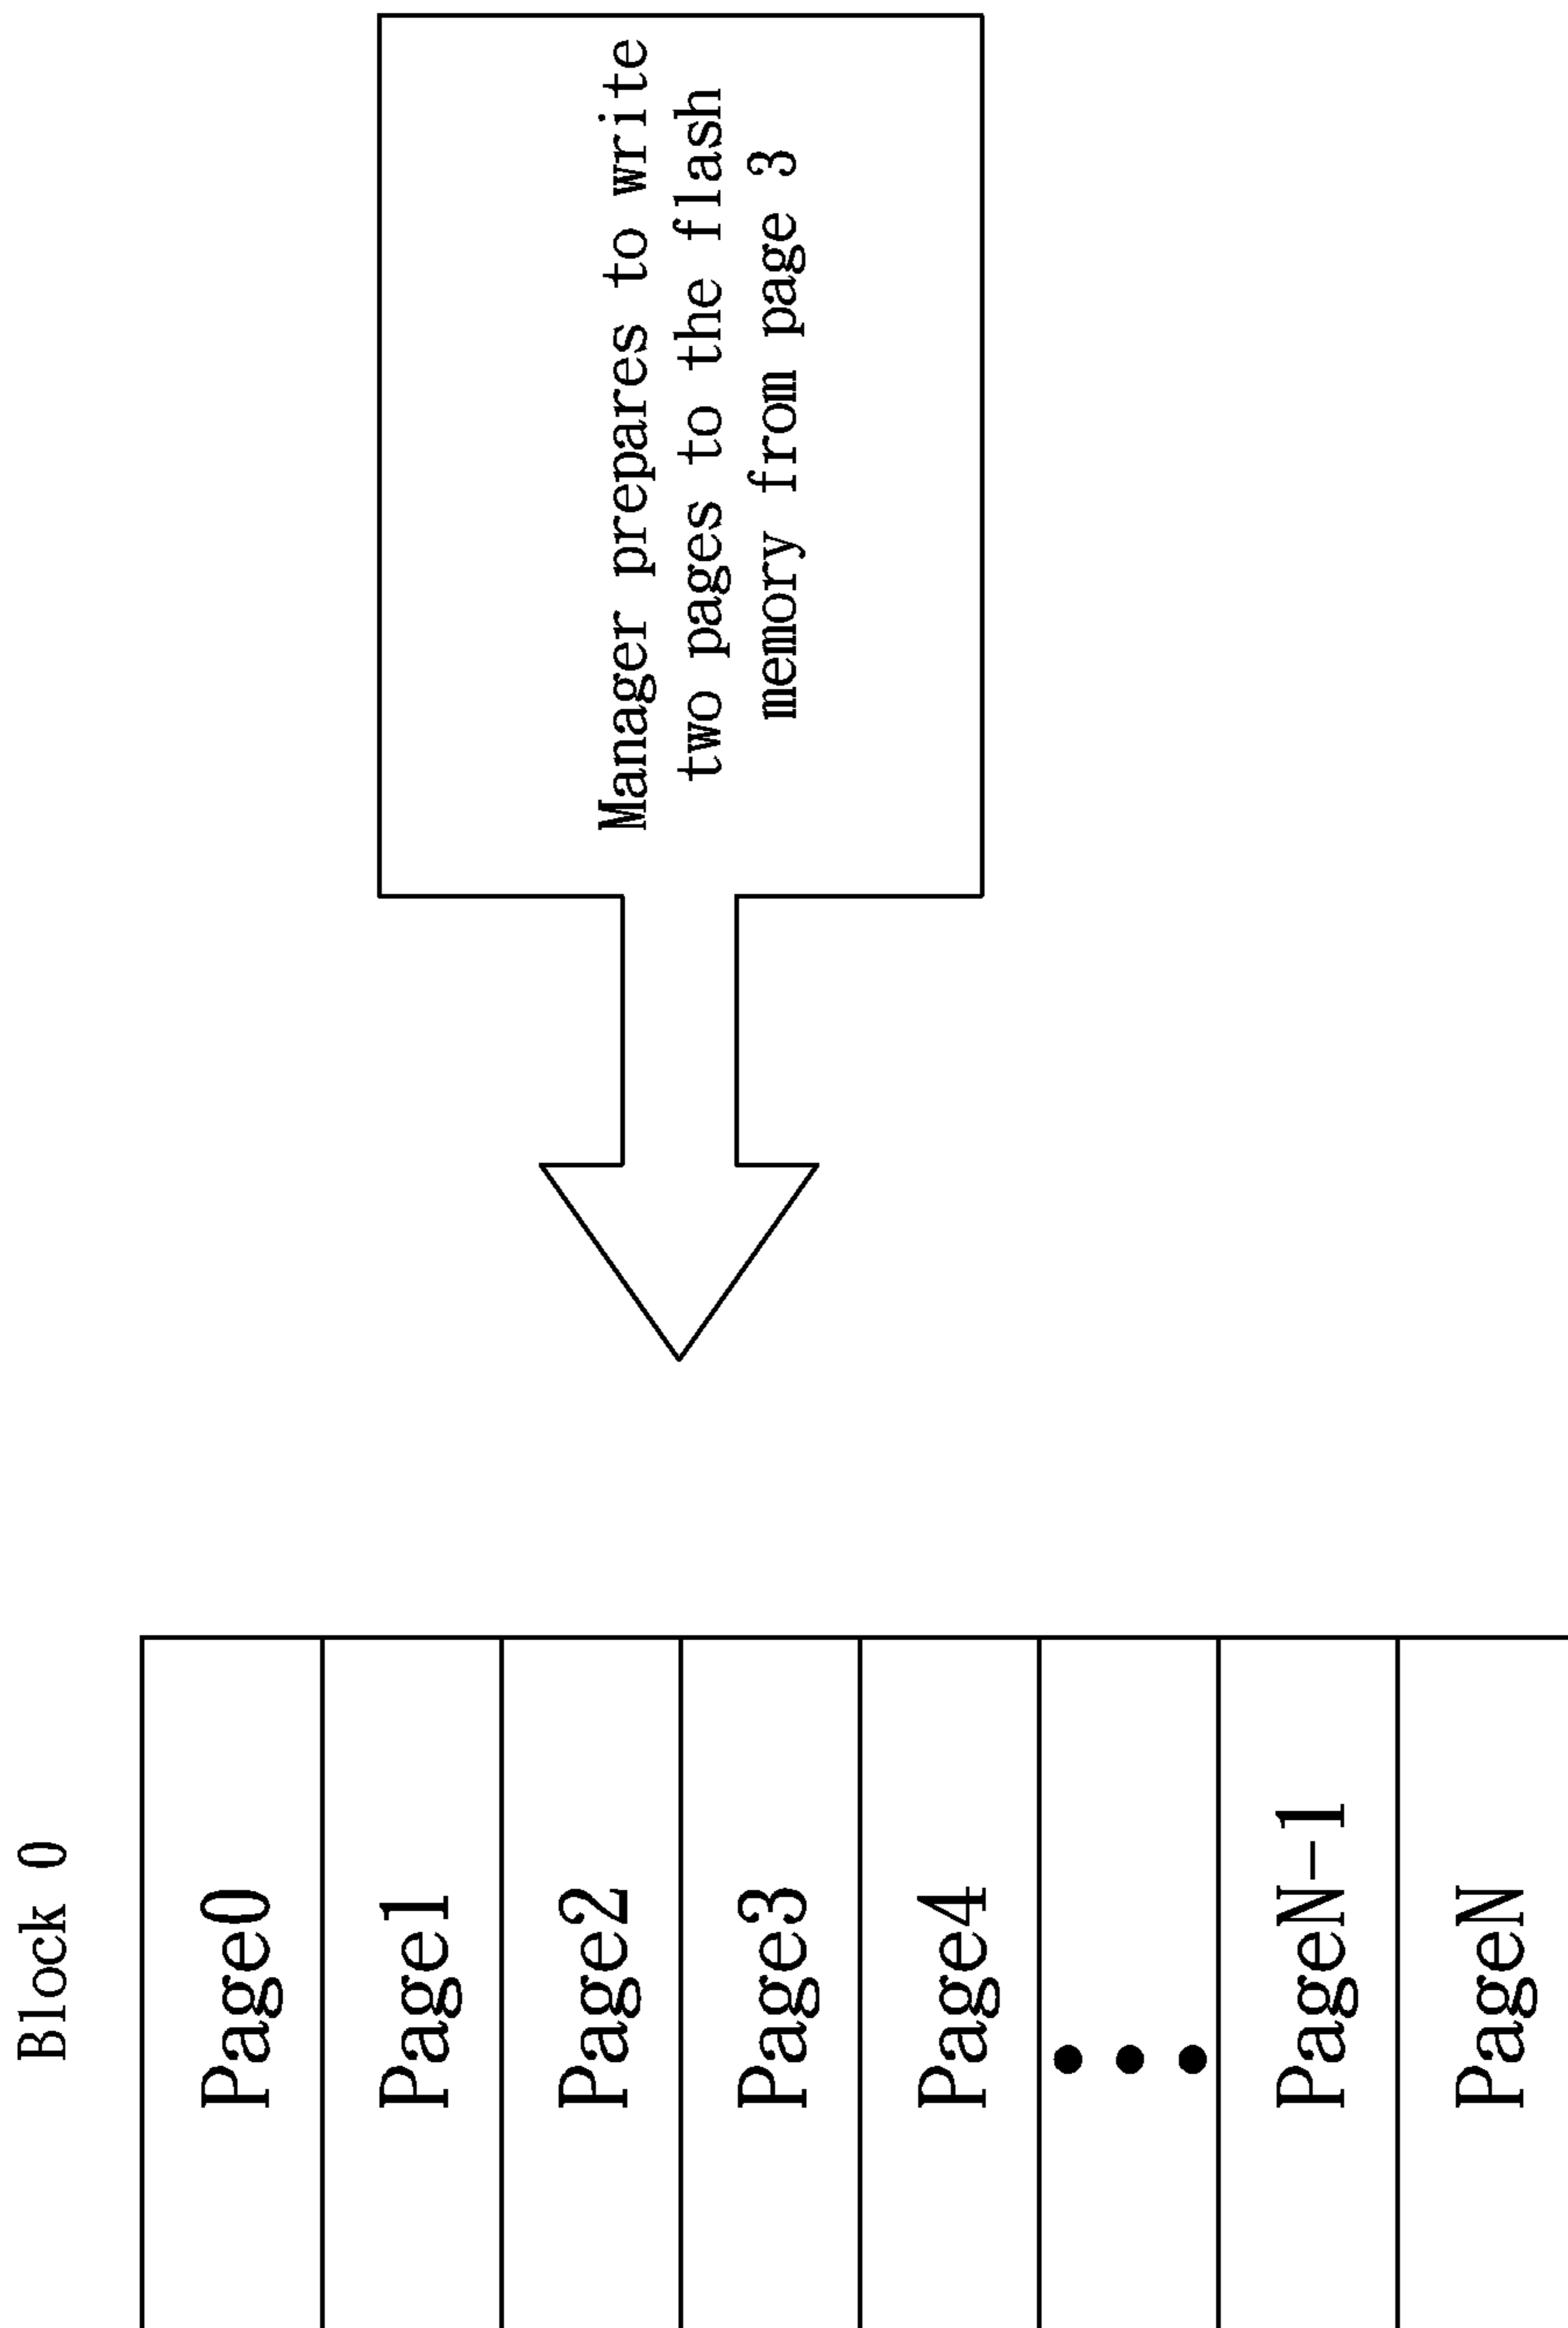 Block 0
Page0
Page1
Page2
Page3
Page4
PageN-1
PageN
Manager prepares to write
two pages to the flash
memory from page 3